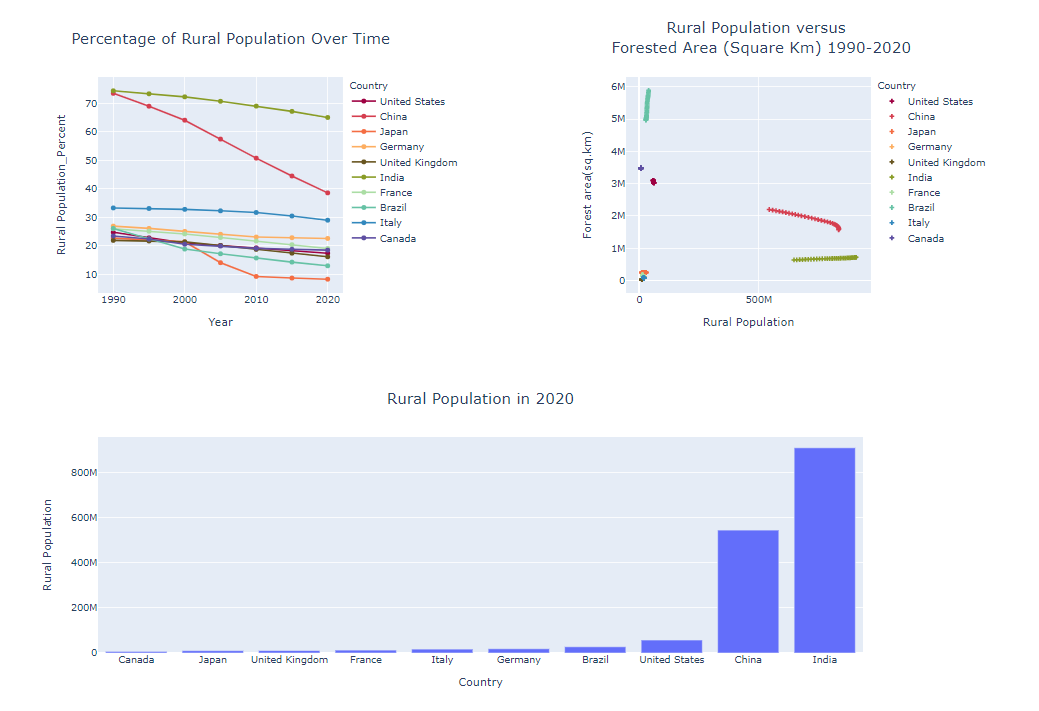 Percentage of Rural Population Over Time
Rural Population_Percent
70
60
50
40
30
20
10
1990
2000
2010
2020
Year
Country
United States
China
Japan
Germany
United Kingdom
India
France
Brazil
Italy
Canada
Rural Population versus
Forested Area (Square Km) 1990-2020
Forest area(sq.km)
6M
5M
4M
3M
2M
1M
0
0
500M
Rural Population
Country
United States
China
Japan
Germany
United Kingdom
India
France
Brazil
Italy
Canada
Rural Population in 2020
Rural Population
800M
600M
400M
200M
0
Canada
Japan
United Kingdom
France
Italy
Germany
Brazil
United States
China
India
Country